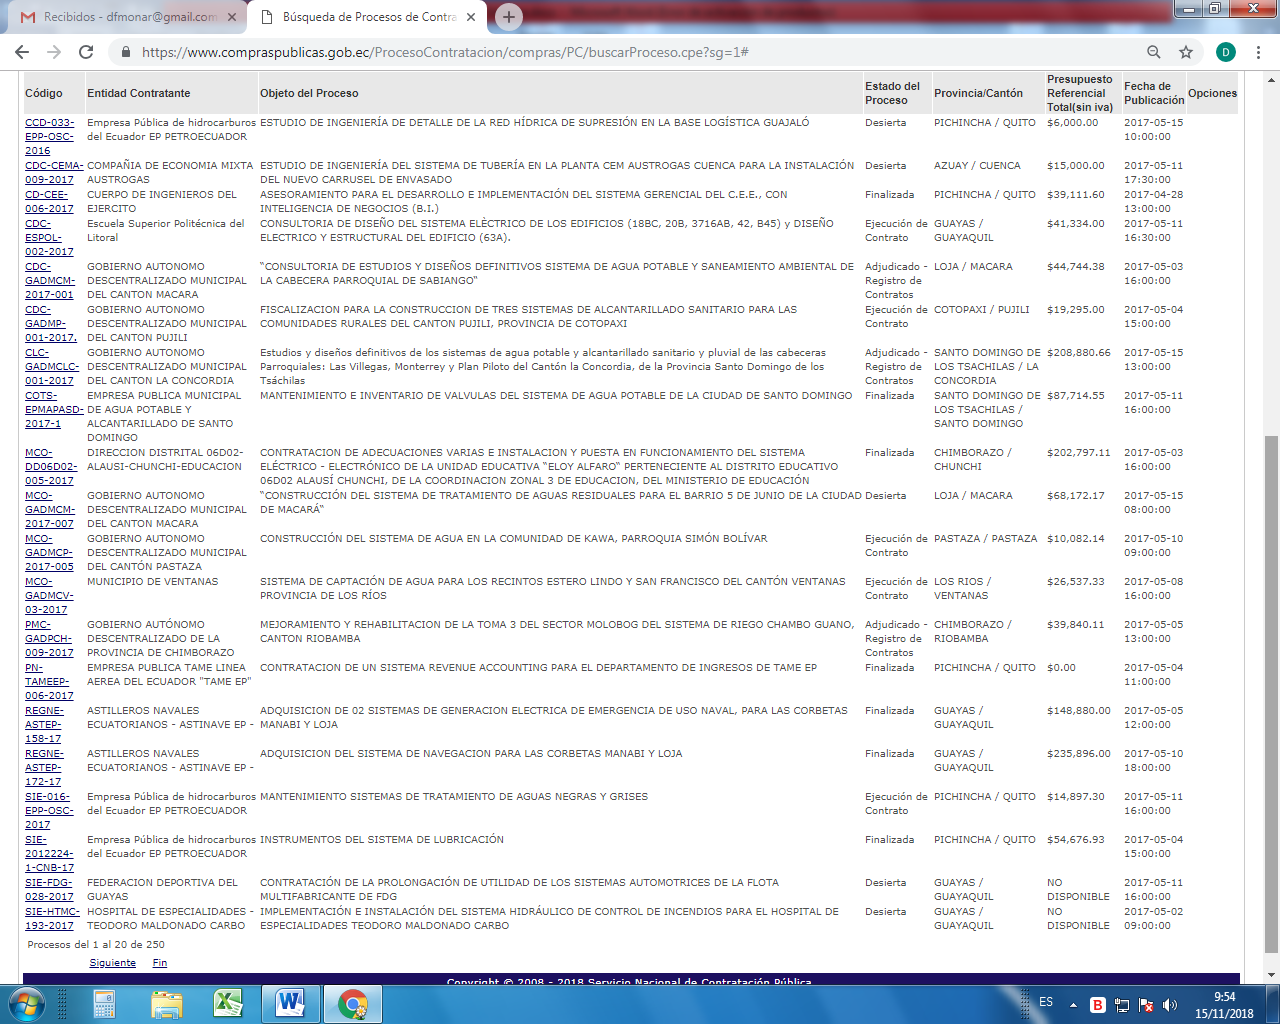 Recibidos - dfmonar@gmail.com
Búsqueda de Procesos de Contra
https://www.compraspublicas.gob.ec/ProcesoContratacion/compras/PC/buscarProceso.cpe?sg=1#
D
Código Entidad Contratante Objeto del Proceso Estado del Proceso Provincia/Cantón Presupuesto Referencial Total(sin iva) Fecha de Publicación Opciones
CCD-033- Empresa Pública de hidrocarburos ESTUDIO DE INGENIERÍA DE DETALLE DE LA RED HÍDRICA DE SUPRESIÓN EN LA BASE LOGÍSTICA GUAJALÓ Desierta PICHINCHA / QUITO $6,000.00 2017-05-15
EPP-OSC- del Ecuador EP PETROECUADOR 10:00:00
2016
CDC-CEMA- COMPAÑIA DE ECONOMIA MIXTA ESTUDIO DE INGENIERÍA DEL SISTEMA DE TUBERÍA EN LA PLANTA CEM AUSTROGAS CUENCA PARA LA INSTALACIÓN Desierta AZUAY / CUENCA $15,000.00 2017-05-11
009-2017 AUSTROGAS DEL NUEVO CARRUSEL DE ENVASADO 17:30:00
CD-CEE- CUERPO DE INGENIEROS DEL ASESORAMIENTO PARA EL DESARROLLO E IMPLEMENTACIÓN DEL SISTEMA GERENCIAL DEL C.E.E., CON Finalizada PICHINCHA / QUITO $39,111.60 2017-04-28
006-2017 EJERCITO INTELIGENCIA DE NEGOCIOS (B.I.) 13:00:00
CDC- Escuela Superior Politécnica del CONSULTORIA DE DISEÑO DEL SISTEMA ELÈCTRICO DE LOS EDIFICIOS (18BC, 20B, 3716AB, 42, B45) y DISEÑO Ejecución de GUAYAS / $41,334.00 2017-05-11
ESPOL- Litoral ELECTRICO Y ESTRUCTURAL DEL EDIFICIO (63A). Contrato GUAYAQUIL 16:30:00
002-2017
CDC- GOBIERNO AUTONOMO “CONSULTORIA DE ESTUDIOS Y DISEÑOS DEFINITIVOS SISTEMA DE AGUA POTABLE Y SANEAMIENTO AMBIENTAL DE Adjudicado - LOJA / MACARA $44,744.38 2017-05-03
GADMCM- DESCENTRALIZADO MUNICIPAL LA CABECERA PARROQUIAL DE SABIANGO“ Registro de 16:00:00
2017-001 DEL CANTON MACARA Contratos
CDC- GOBIERNO AUTONOMO FISCALIZACION PARA LA CONSTRUCCION DE TRES SISTEMAS DE ALCANTARILLADO SANITARIO PARA LAS Ejecución de COTOPAXI / PUJILI $19,295.00 2017-05-04
GADMP- DESCENTRALIZADO MUNICIPAL COMUNIDADES RURALES DEL CANTON PUJILI, PROVINCIA DE COTOPAXI Contrato 15:00:00
001-2017. DEL CANTON PUJILI
CLC- GOBIERNO AUTONOMO Estudios y diseños definitivos de los sistemas de agua potable y alcantarillado sanitario y pluvial de las cabeceras Adjudicado - SANTO DOMINGO DE $208,880.66 2017-05-15
GADMCLC- DESCENTRALIZADO MUNICIPAL Parroquiales: Las Villegas, Monterrey y Plan Piloto del Cantón la Concordia, de la Provincia Santo Domingo de los Registro de LOS TSACHILAS / LA 13:00:00
001-2017 DEL CANTON LA CONCORDIA Tsáchilas Contratos CONCORDIA
COTS- EMPRESA PUBLICA MUNICIPAL MANTENIMIENTO E INVENTARIO DE VALVULAS DEL SISTEMA DE AGUA POTABLE DE LA CIUDAD DE SANTO DOMINGO Finalizada SANTO DOMINGO DE $87,714.55 2017-05-11
EPMAPASD- DE AGUA POTABLE Y LOS TSACHILAS / 16:00:00
2017-1 ALCANTARILLADO DE SANTO SANTO DOMINGO
DOMINGO
MCO- DIRECCION DISTRITAL 06D02- CONTRATACION DE ADECUACIONES VARIAS E INSTALACION Y PUESTA EN FUNCIONAMIENTO DEL SISTEMA Finalizada CHIMBORAZO / $202,797.11 2017-05-03
DD06D02- ALAUSI-CHUNCHI-EDUCACION ELÉCTRICO - ELECTRÓNICO DE LA UNIDAD EDUCATIVA “ELOY ALFARO“ PERTENECIENTE AL DISTRITO EDUCATIVO CHUNCHI 16:00:00
005-2017 06D02 ALAUSÍ CHUNCHI, DE LA COORDINACION ZONAL 3 DE EDUCACION, DEL MINISTERIO DE EDUCACIÓN
MCO- GOBIERNO AUTONOMO “CONSTRUCCIÓN DEL SISTEMA DE TRATAMIENTO DE AGUAS RESIDUALES PARA EL BARRIO 5 DE JUNIO DE LA CIUDAD Desierta LOJA / MACARA $68,172.17 2017-05-15
GADMCM- DESCENTRALIZADO MUNICIPAL DE MACARÁ“ 08:00:00
2017-007 DEL CANTON MACARA
MCO- GOBIERNO AUTONOMO CONSTRUCCIÓN DEL SISTEMA DE AGUA EN LA COMUNIDAD DE KAWA, PARROQUIA SIMÓN BOLÍVAR Ejecución de PASTAZA / PASTAZA $10,082.14 2017-05-10
GADMCP- DESCENTRALIZADO MUNICIPAL Contrato 09:00:00
2017-005 DEL CANTÓN PASTAZA
MCO- MUNICIPIO DE VENTANAS SISTEMA DE CAPTACIÓN DE AGUA PARA LOS RECINTOS ESTERO LINDO Y SAN FRANCISCO DEL CANTÓN VENTANAS Ejecución de LOS RIOS / $26,537.33 2017-05-08
GADMCV- PROVINCIA DE LOS RÍOS Contrato VENTANAS 16:00:00
03-2017
PMC- GOBIERNO AUTÓNOMO MEJORAMIENTO Y REHABILITACION DE LA TOMA 3 DEL SECTOR MOLOBOG DEL SISTEMA DE RIEGO CHAMBO GUANO, Adjudicado - CHIMBORAZO / $39,840.11 2017-05-05
GADPCH- DESCENTRALIZADO DE LA CANTON RIOBAMBA Registro de RIOBAMBA 13:00:00
009-2017 PROVINCIA DE CHIMBORAZO Contratos
PN- EMPRESA PUBLICA TAME LINEA CONTRATACION DE UN SISTEMA REVENUE ACCOUNTING PARA EL DEPARTAMENTO DE INGRESOS DE TAME EP Finalizada PICHINCHA / QUITO $0.00 2017-05-04
TAMEEP- AEREA DEL ECUADOR "TAME EP" 11:00:00
006-2017
REGNE- ASTILLEROS NAVALES ADQUISICION DE 02 SISTEMAS DE GENERACION ELECTRICA DE EMERGENCIA DE USO NAVAL, PARA LAS CORBETAS Finalizada GUAYAS / $148,880.00 2017-05-05
ASTEP- ECUATORIANOS - ASTINAVE EP - MANABI Y LOJA GUAYAQUIL 12:00:00
158-17
REGNE- ASTILLEROS NAVALES ADQUISICION DEL SISTEMA DE NAVEGACION PARA LAS CORBETAS MANABI Y LOJA Finalizada GUAYAS / $235,896.00 2017-05-10
ASTEP- ECUATORIANOS - ASTINAVE EP - GUAYAQUIL 18:00:00
172-17
SIE-016- Empresa Pública de hidrocarburos MANTENIMIENTO SISTEMAS DE TRATAMIENTO DE AGUAS NEGRAS Y GRISES Ejecución de PICHINCHA / QUITO $14,897.30 2017-05-11
EPP-OSC- del Ecuador EP PETROECUADOR Contrato 16:00:00
2017
SIE- Empresa Pública de hidrocarburos INSTRUMENTOS DEL SISTEMA DE LUBRICACIÓN Finalizada PICHINCHA / QUITO $54,676.93 2017-05-04
2012224- del Ecuador EP PETROECUADOR 15:00:00
1-CNB-17
SIE-FDG- FEDERACION DEPORTIVA DEL CONTRATACIÓN DE LA PROLONGACIÓN DE UTILIDAD DE LOS SISTEMAS AUTOMOTRICES DE LA FLOTA Desierta GUAYAS / NO 2017-05-11
028-2017 GUAYAS MULTIFABRICANTE DE FDG GUAYAQUIL DISPONIBLE 16:00:00
SIE-HTMC- HOSPITAL DE ESPECIALIDADES - IMPLEMENTACIÓN E INSTALACIÓN DEL SISTEMA HIDRÁULICO DE CONTROL DE INCENDIOS PARA EL HOSPITAL DE Desierta GUAYAS / NO 2017-05-02
193-2017 TEODORO MALDONADO CARBO ESPECIALIDADES TEODORO MALDONADO CARBO GUAYAQUIL DISPONIBLE 09:00:00
Procesos del 1 al 20 de 250
Siguiente Fin
Copyright © 2008 - 2018 Servicio Nacional de Contratación Pública
ES
B
9:54
15/11/2018